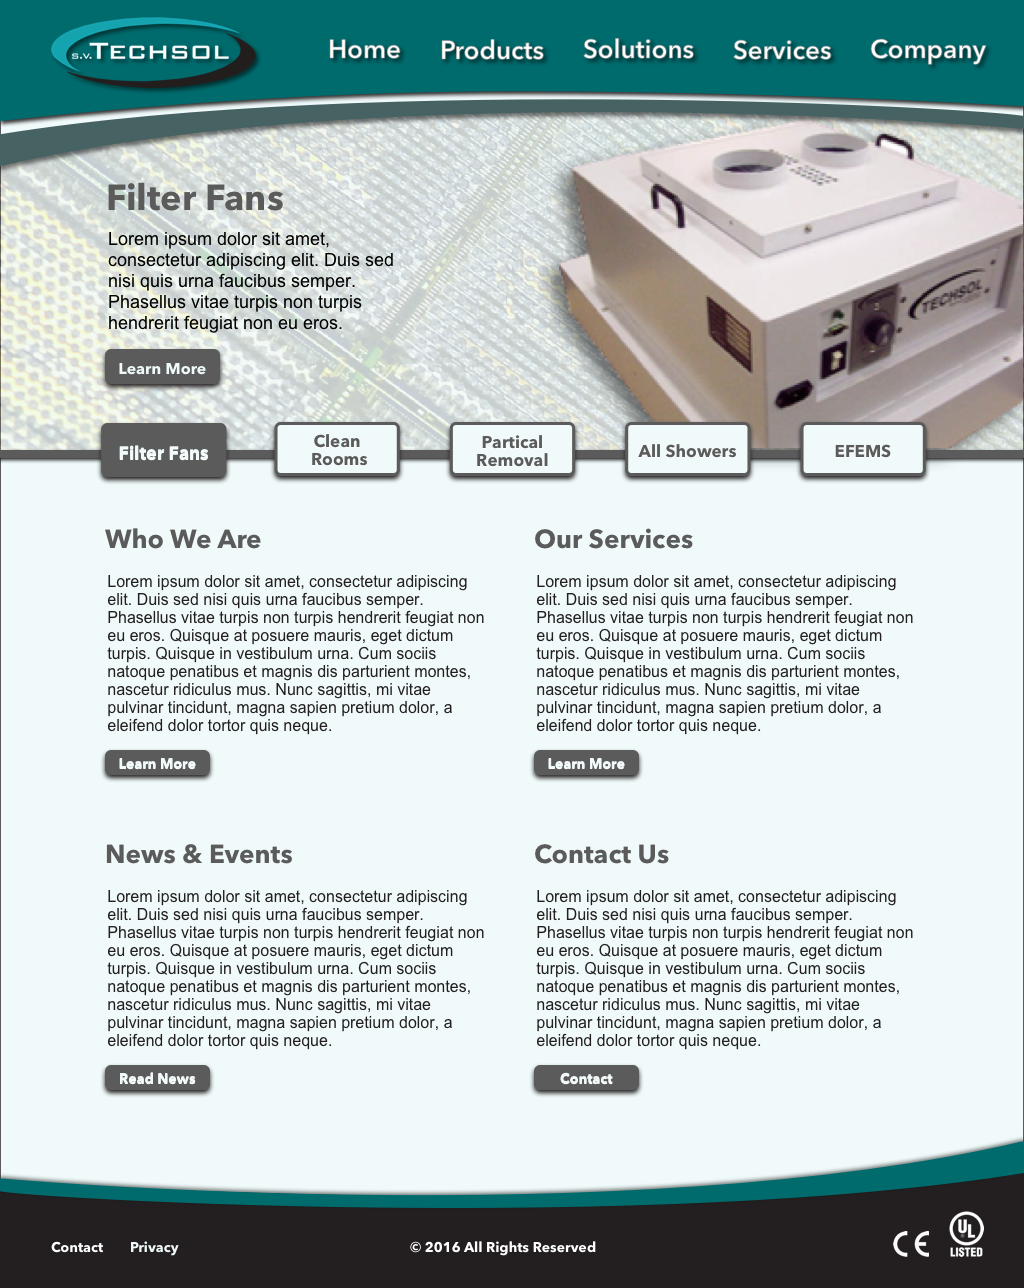 S.V. TECHSOL
Home Products Solutions Services Company
Filter Fans
Lorem ipsum dolor sit amet,
consectetur adipiscing elit. Duis sed
nisi quis urna faucibus semper.
Phasellus vitae turpis non turpis
hendrerit feugiat non eu eros.
Learn More
TECHSOL
Filter Fans
Clean
Rooms
Partical
Removal
All Showers
EFEMS
Who We Are
Lorem ipsum dolor sit amet, consectetur adipiscing
elit. Duis sed nisi quis urna faucibus semper.
Phasellus vitae turpis non turpis hendrerit feugiat non
eu eros. Quisque at posuere mauris, eget dictum
turpis. Quisque in vestibulum urna. Cum sociis
natoque penatibus et magnis dis parturient montes,
nascetur ridiculus mus. Nunc sagittis, mi vitae
pulvinar tincidunt, magna sapien pretium dolor, a
eleifend dolor tortor quis neque.
Learn More
Our Services
Lorem ipsum dolor sit amet, consectetur adipiscing
elit. Duis sed nisi quis urna faucibus semper.
Phasellus vitae turpis non turpis hendrerit feugiat non
eu eros. Quisque at posuere mauris, eget dictum
turpis. Quisque in vestibulum urna. Cum sociis
natoque penatibus et magnis dis parturient montes,
nascetur ridiculus mus. Nunc sagittis, mi vitae
pulvinar tincidunt, magna sapien pretium dolor, a
eleifend dolor tortor quis neque.
Learn More
News & Events
Lorem ipsum dolor sit amet, consectetur adipiscing
elit. Duis sed nisi quis urna faucibus semper.
Phasellus vitae turpis non turpis hendrerit feugiat non
eu eros. Quisque at posuere mauris, eget dictum
turpis. Quisque in vestibulum urna. Cum sociis
natoque penatibus et magnis dis parturient montes,
nascetur ridiculus mus. Nunc sagittis, mi vitae
pulvinar tincidunt, magna sapien pretium dolor, a
eleifend dolor tortor quis neque.
Read News
Contact Us
Lorem ipsum dolor sit amet, consectetur adipiscing
elit. Duis sed nisi quis urna faucibus semper.
Phasellus vitae turpis non turpis hendrerit feugiat non
eu eros. Quisque at posuere mauris, eget dictum
turpis. Quisque in vestibulum urna. Cum sociis
natoque penatibus et magnis dis parturient montes,
nascetur ridiculus mus. Nunc sagittis, mi vitae
pulvinar tincidunt, magna sapien pretium dolor, a
eleifend dolor tortor quis neque.
Contact
Contact Privacy
© 2016 All Rights Reserved
CE
UL
LISTED